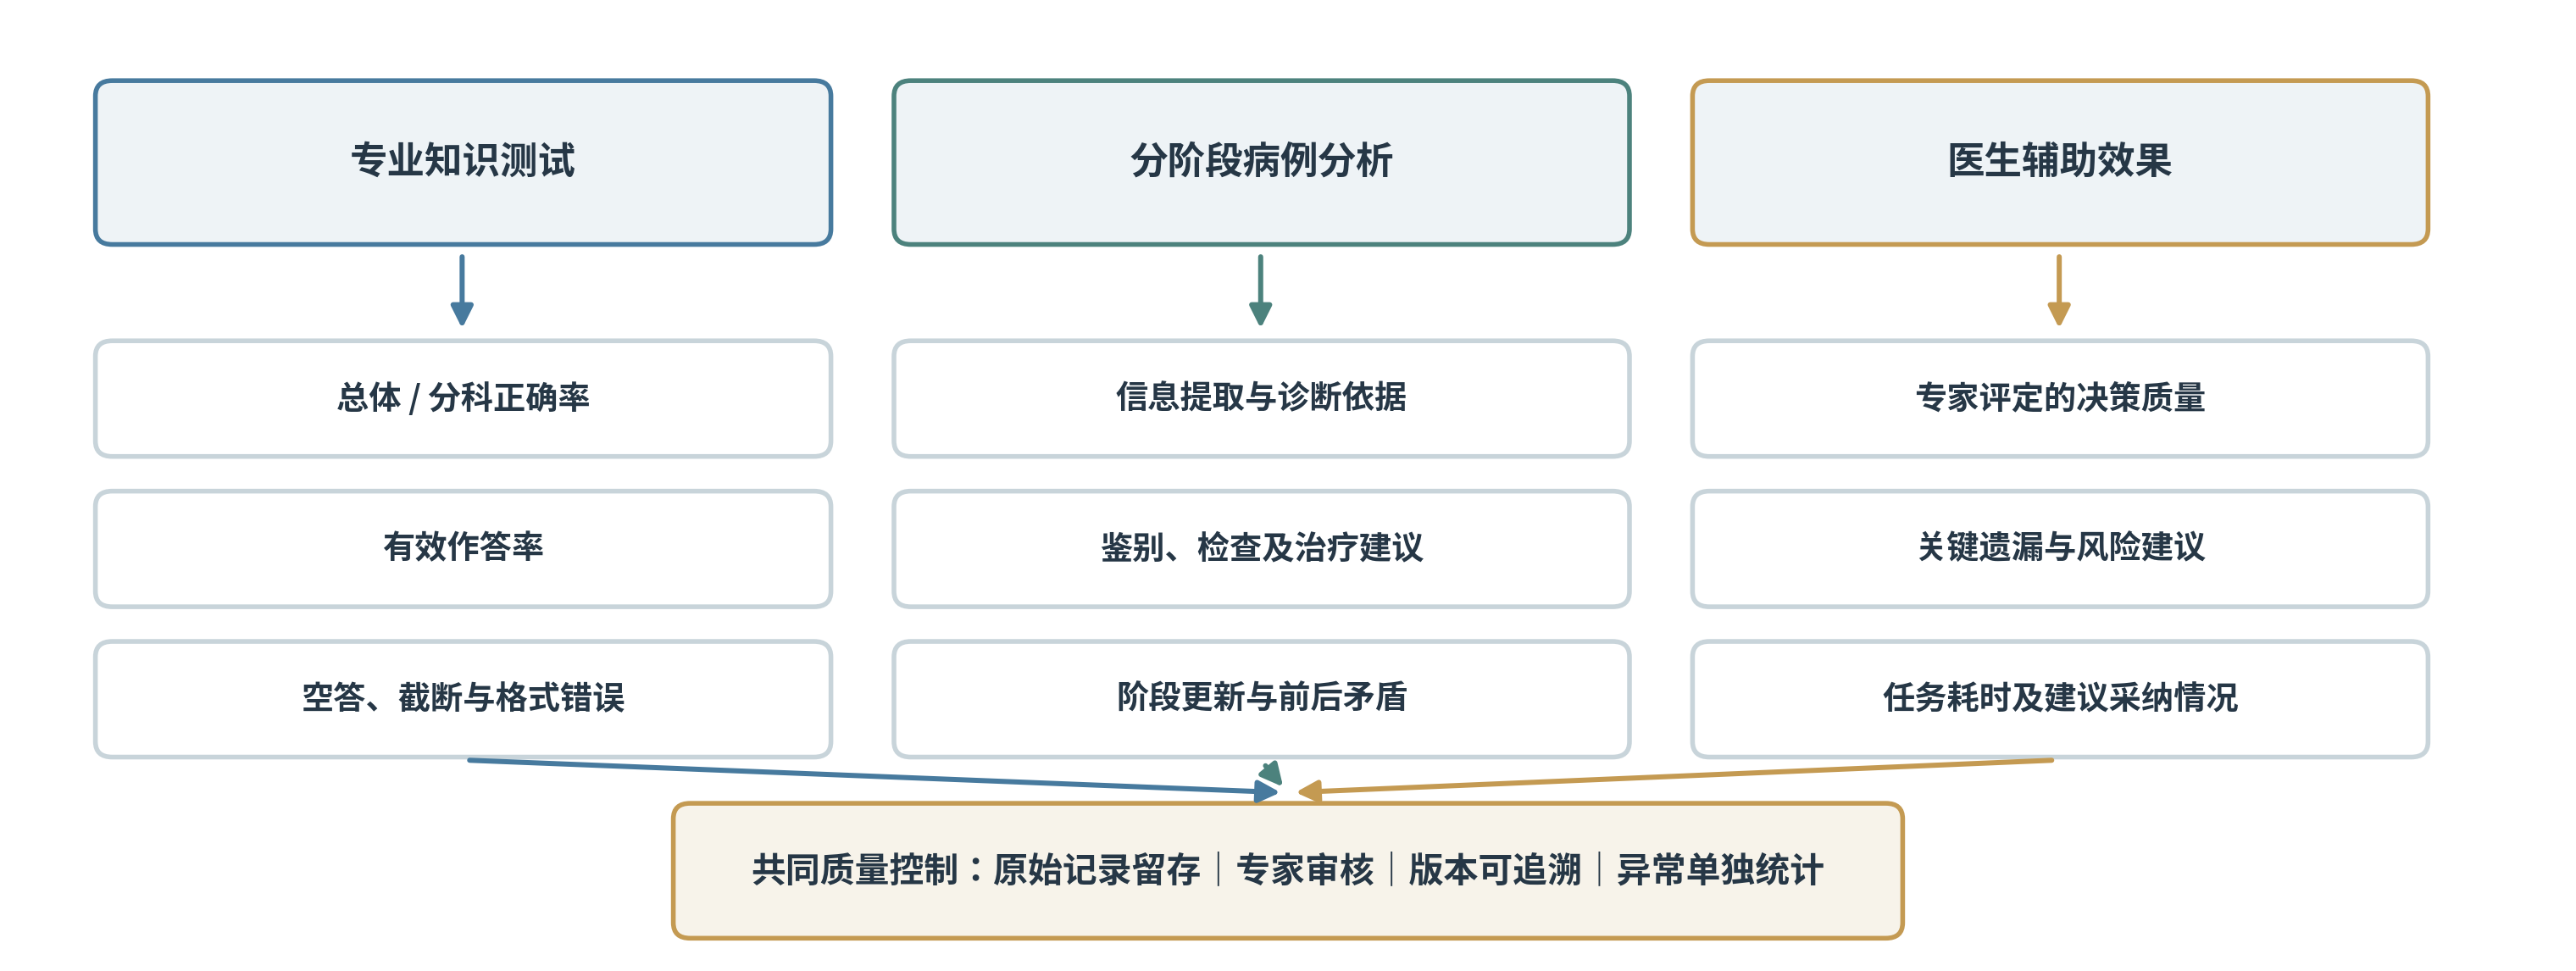 专业知识测试
总体 / 分科正确率
有效作答率
空答、截断与格式错误
分阶段病例分析
信息提取与诊断依据
鉴别、检查及治疗建议
阶段更新与前后矛盾
医生辅助效果
专家评定的决策质量
关键遗漏与风险建议
任务耗时及建议采纳情况
共同质量控制：原始记录留存｜专家审核｜版本可追溯｜异常单独统计